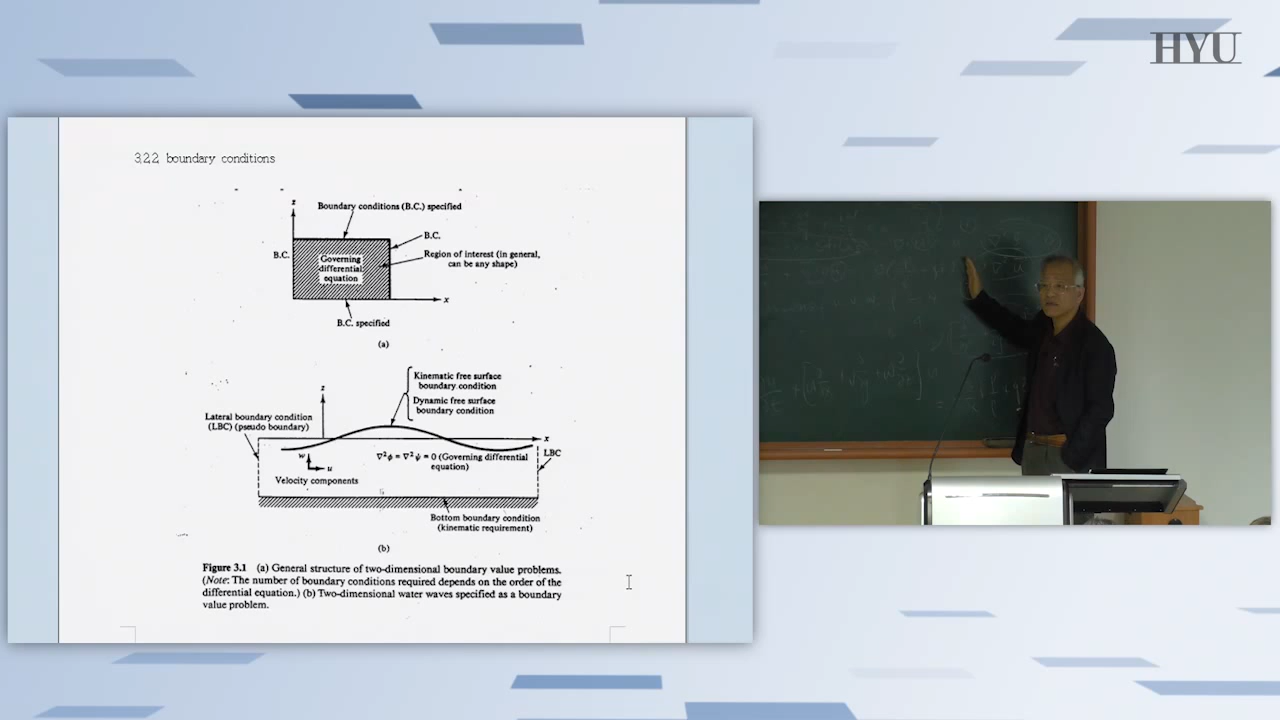 HYU
3.2.2. boundary conditions
z
Boundary conditions (B.C.) specified
B.C.
B.C.
Region of interest (in general,
can be any shape)
Governing
differential
equation
x
B.C. specified
(a)
Kinematic free surface
boundary condition
Dynamic free surface
boundary condition
z
Lateral boundary condition
(LBC) (pseudo boundary)
x
LBC
w
u
∇²φ = ∇²ψ = 0 (Governing differential
equation)
Velocity components
Bottom boundary condition
(kinematic requirement)
(b)
Figure 3.1 (a) General structure of two-dimensional boundary value problems.
(Note: The number of boundary conditions required depends on the order of the
differential equation.) (b) Two-dimensional water waves specified as a boundary
value problem.